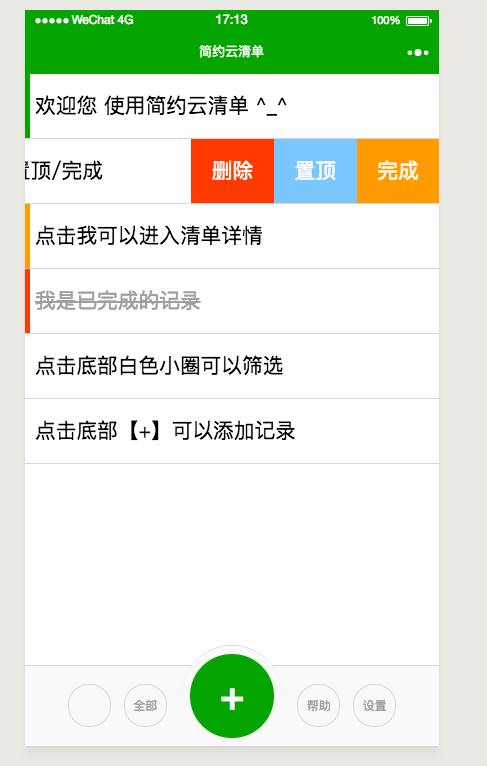 WeChat 4G 17:13 100%
简约云清单
欢迎您 使用简约云清单 ^_^
顶/完成 删除 置顶 完成
点击我可以进入清单详情
我是已完成的记录
点击底部白色小圈可以筛选
点击底部【+】可以添加记录
全部 + 帮助 设置